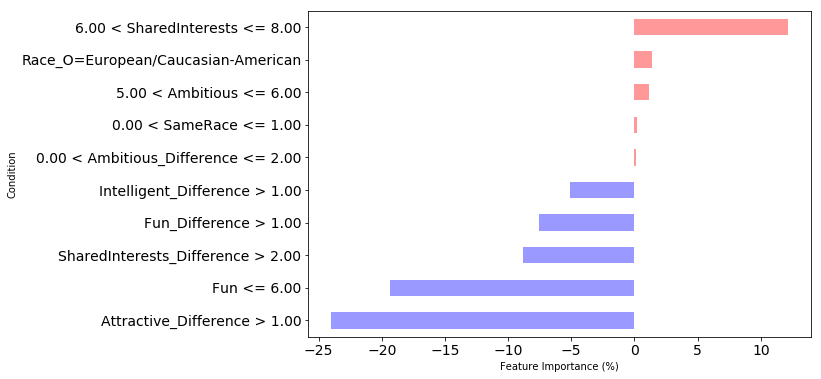 6.00 < SharedInterests <= 8.00
Race_O=European/Caucasian-American
5.00 < Ambitious <= 6.00
0.00 < SameRace <= 1.00
0.00 < Ambitious_Difference <= 2.00
Intelligent_Difference > 1.00
Fun_Difference > 1.00
SharedInterests_Difference > 2.00
Fun <= 6.00
Attractive_Difference > 1.00
Condition
−25 −20 −15 −10 −5 0 5 10
Feature Importance (%)